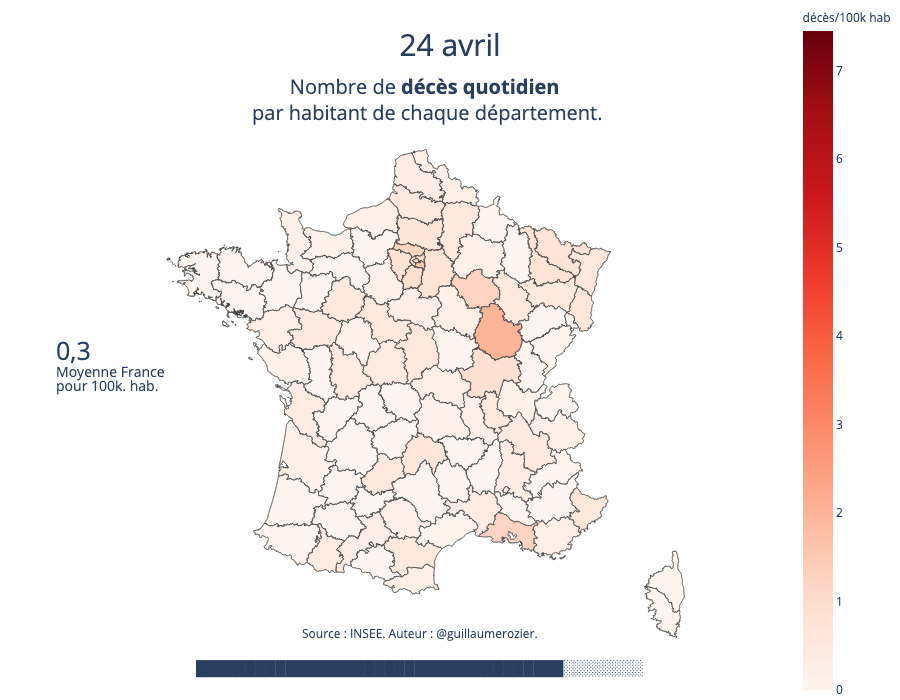 décès/100k hab
24 avril
Nombre de décès quotidien
par habitant de chaque département.
7
6
5
4
3
2
1
0
0,3
Moyenne France
pour 100k. hab.
Source : INSEE. Auteur : @guillaumerozier.